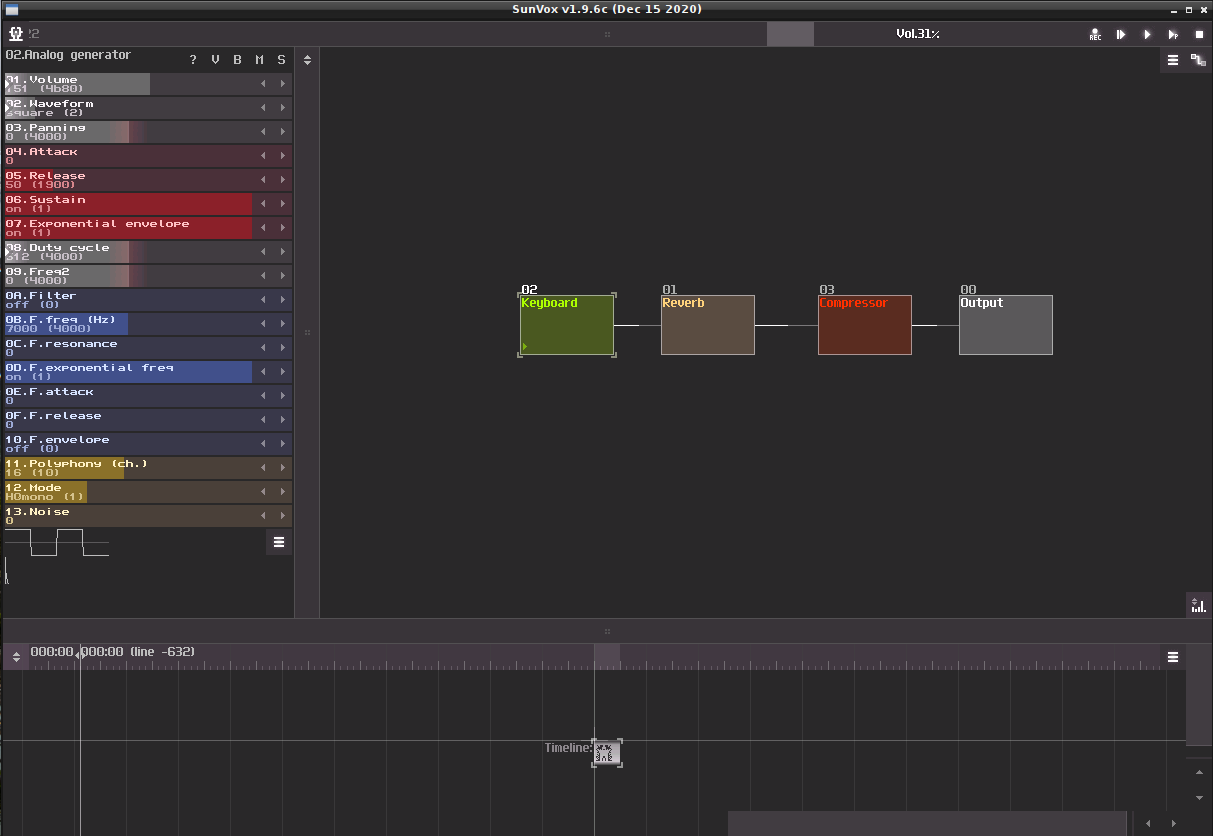 SunVox v1.9.6c (Dec 15 2020)
Vol.31%
REC
02.Analog generator
? V B M S
01.Volume
151 (4b80)
02.Waveform
square (2)
03.Panning
0 (4000)
04.Attack
0
05.Release
50 (1900)
06.Sustain
on (1)
07.Exponential envelope
on (1)
08.Duty cycle
512 (4000)
09.Freq2
0 (4000)
0A.Filter
off (0)
0B.F.freq (Hz)
7000 (4000)
0C.F.resonance
0
0D.F.exponential freq
on (1)
0E.F.attack
0
0F.F.release
0
10.F.envelope
off (0)
11.Polyphony (ch.)
16 (10)
12.Mode
HQmono (1)
13.Noise
0
02
Keyboard
01
Reverb
03
Compressor
00
Output
000:00
000:00 (line -632)
Timeline: